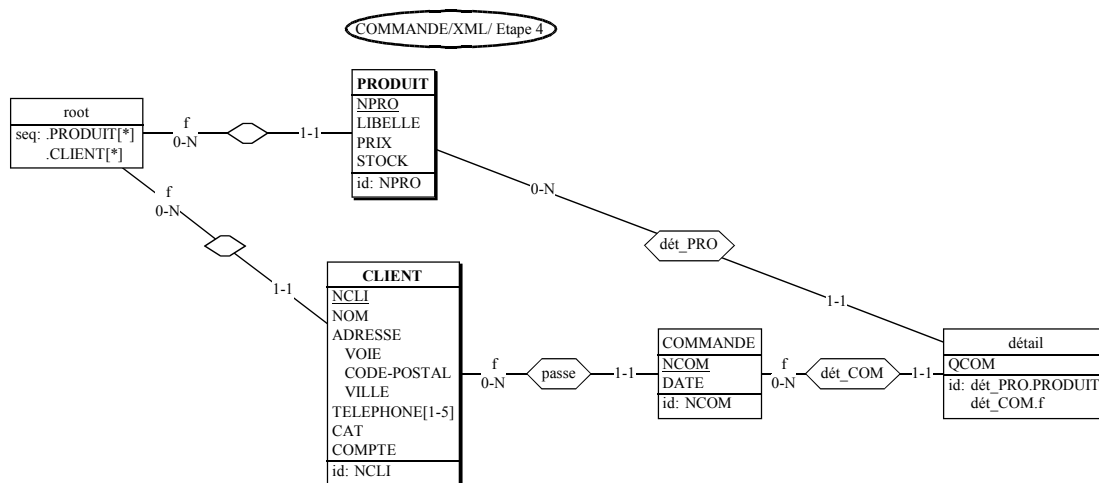 COMMANDE/XML/ Etape 4
root
seq: .PRODUIT[*]
.CLIENT[*]
f
0-N
1-1
PRODUIT
NPRO
LIBELLE
PRIX
STOCK
id: NPRO
0-N
dét_PRO
1-1
f
0-N
1-1
CLIENT
NCLI
NOM
ADRESSE
VOIE
CODE-POSTAL
VILLE
TELEPHONE[1-5]
CAT
COMPTE
id: NCLI
f
0-N
passe
1-1
COMMANDE
NCOM
DATE
id: NCOM
f
0-N
dét_COM
1-1
détail
QCOM
id: dét_PRO.PRODUIT
dét_COM.f